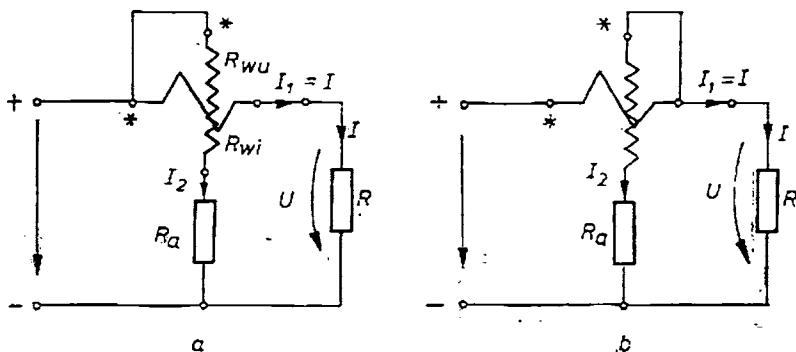 *
R_wu
I_1 = I
+
*
I
R_wi
I_2
U
R
R_a
−
a
*
I_1 = I
+
*
I
I_2
U
R
R_a
−
b